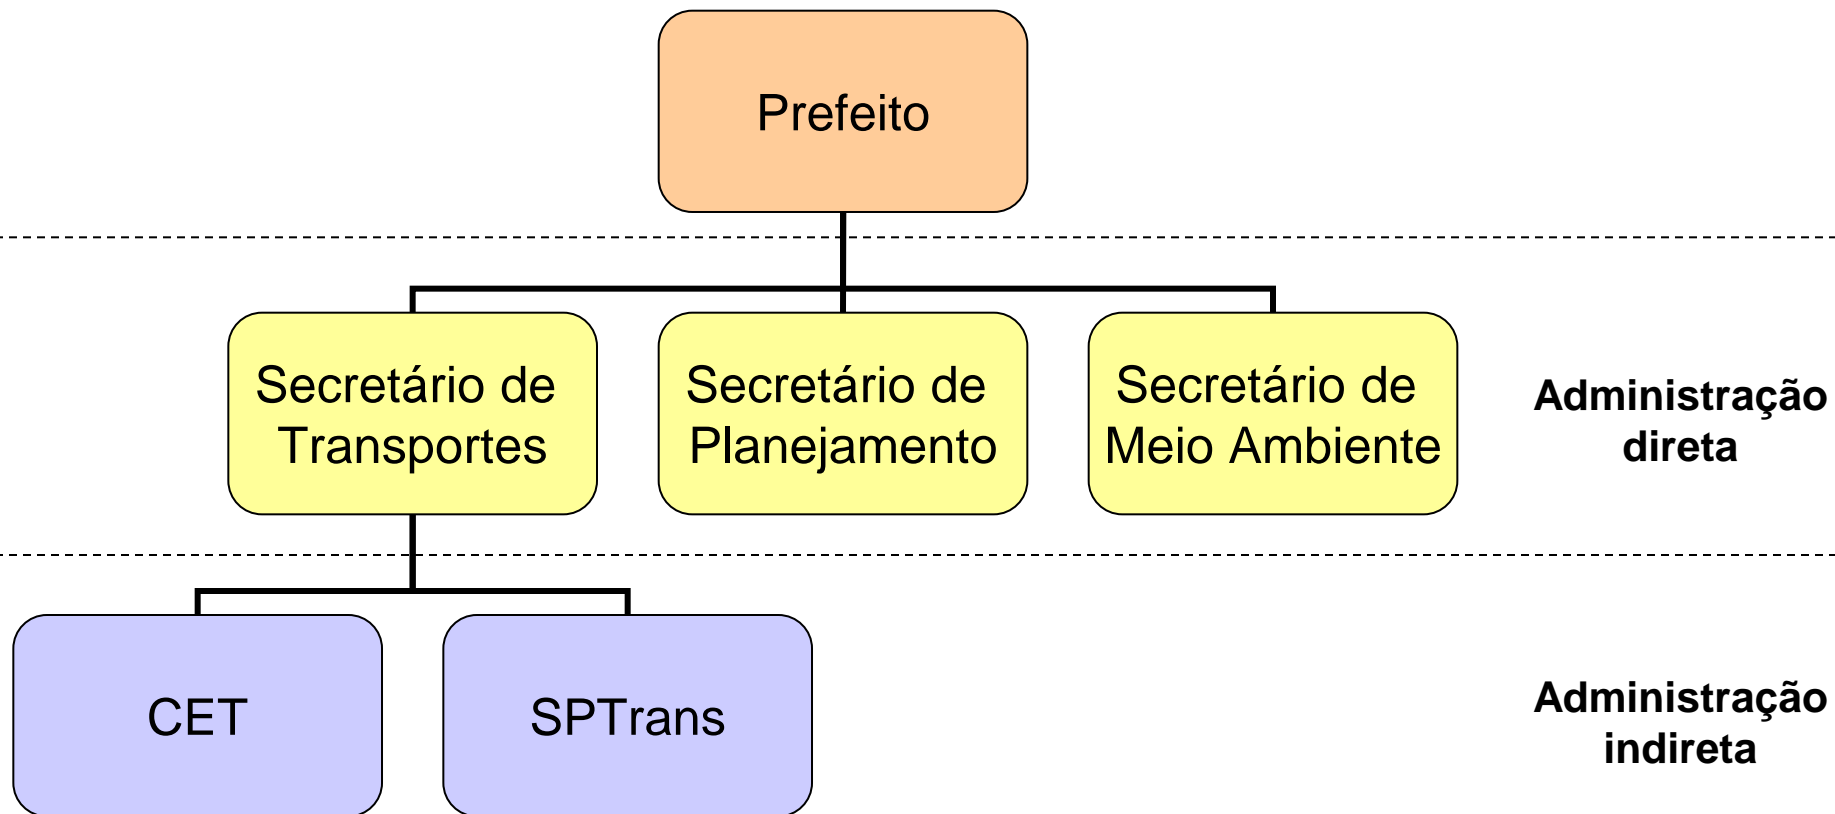 Prefeito
Secretário de
Transportes
Secretário de
Planejamento
Secretário de
Meio Ambiente
Administração
direta
CET
SPTrans
Administração
indireta